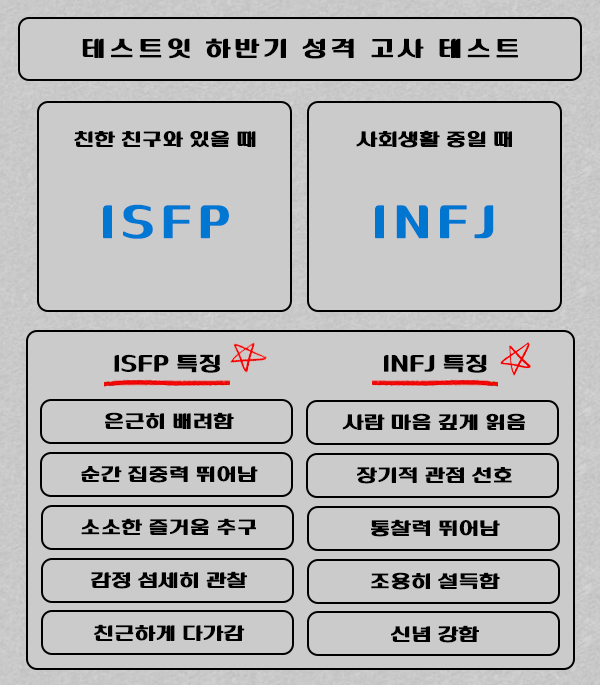 테스트잇 하반기 성격 고사 테스트
친한 친구와 있을 때
ISFP
사회생활 중일 때
INFJ
ISFP 특징
은근히 배려함
순간 집중력 뛰어남
소소한 즐거움 추구
감정 섬세히 관찰
친근하게 다가감
INFJ 특징
사람 마음 깊게 읽음
장기적 관점 선호
통찰력 뛰어남
조용히 설득함
신념 강함